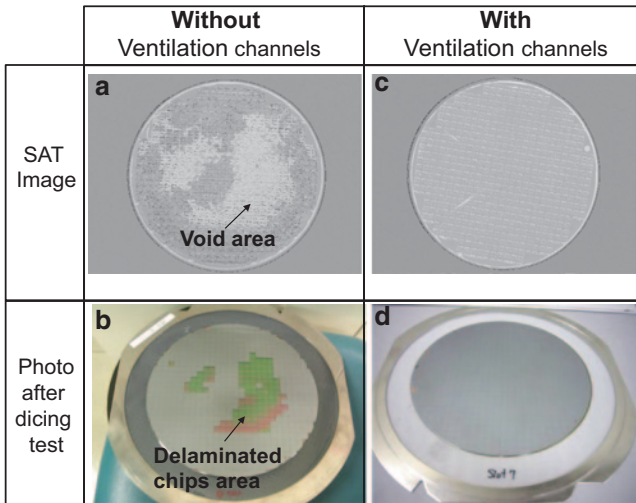 Without
Ventilation channels
With
Ventilation channels
SAT
Image
a
Void area
c
Photo
after
dicing
test
b
Delaminated
chips area
d
Slot 7